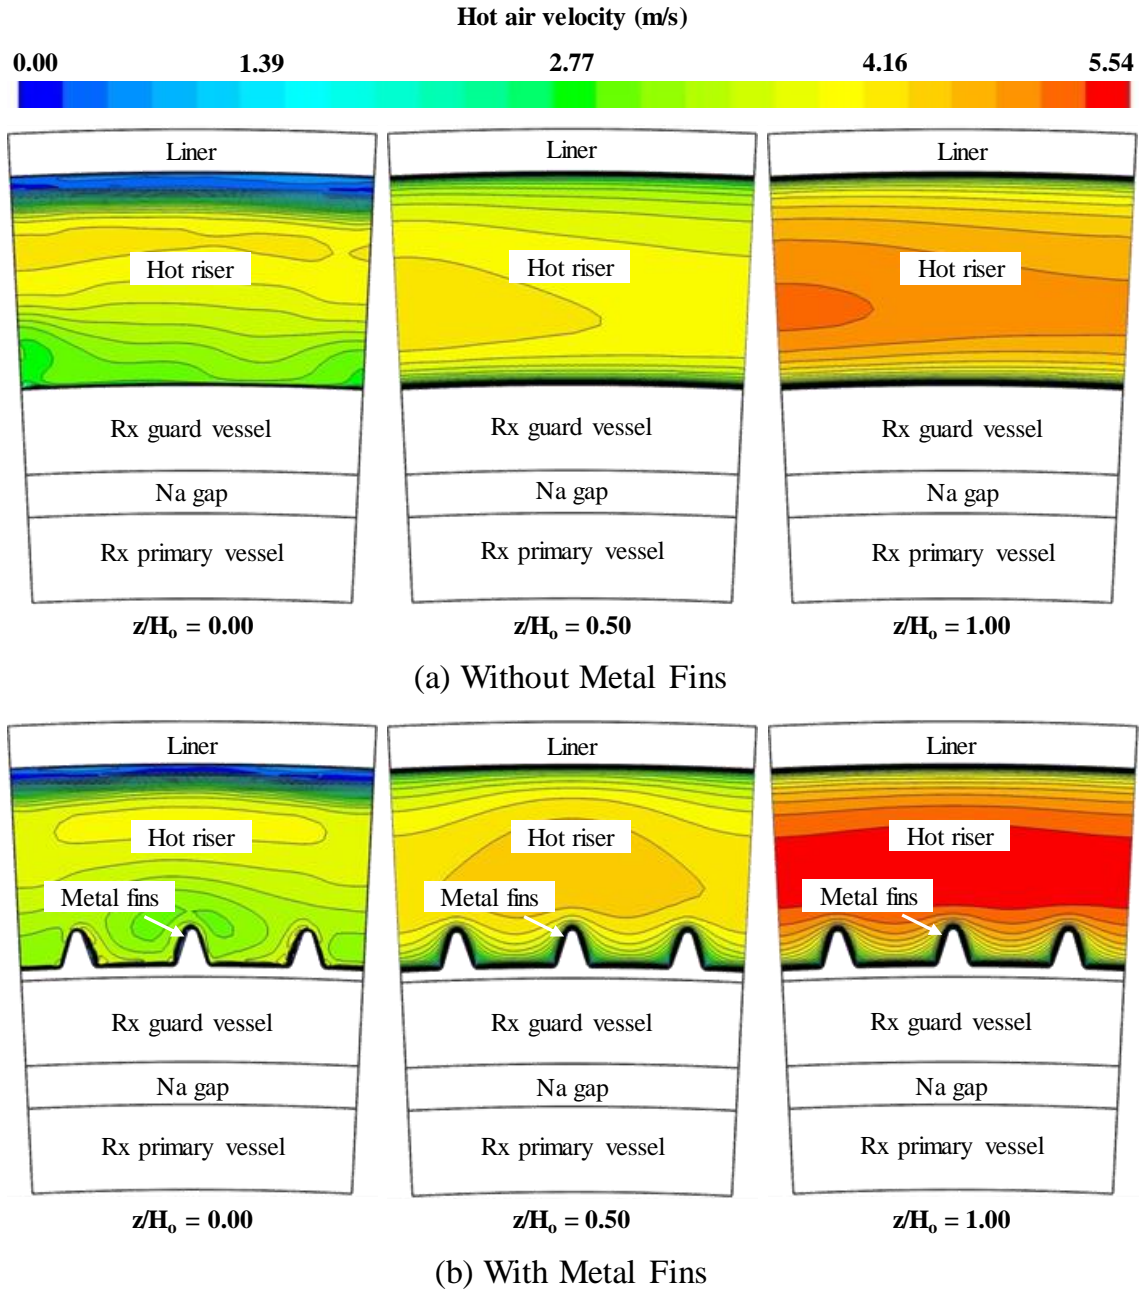 Hot air velocity (m/s)
0.00 1.39 2.77 4.16 5.54
Liner Liner Liner
Hot riser Hot riser Hot riser
Rx guard vessel Rx guard vessel Rx guard vessel
Na gap Na gap Na gap
Rx primary vessel Rx primary vessel Rx primary vessel
z/Hₒ = 0.00 z/Hₒ = 0.50 z/Hₒ = 1.00
(a) Without Metal Fins
Liner Liner Liner
Hot riser Hot riser Hot riser
Metal fins Metal fins Metal fins
Rx guard vessel Rx guard vessel Rx guard vessel
Na gap Na gap Na gap
Rx primary vessel Rx primary vessel Rx primary vessel
z/Hₒ = 0.00 z/Hₒ = 0.50 z/Hₒ = 1.00
(b) With Metal Fins